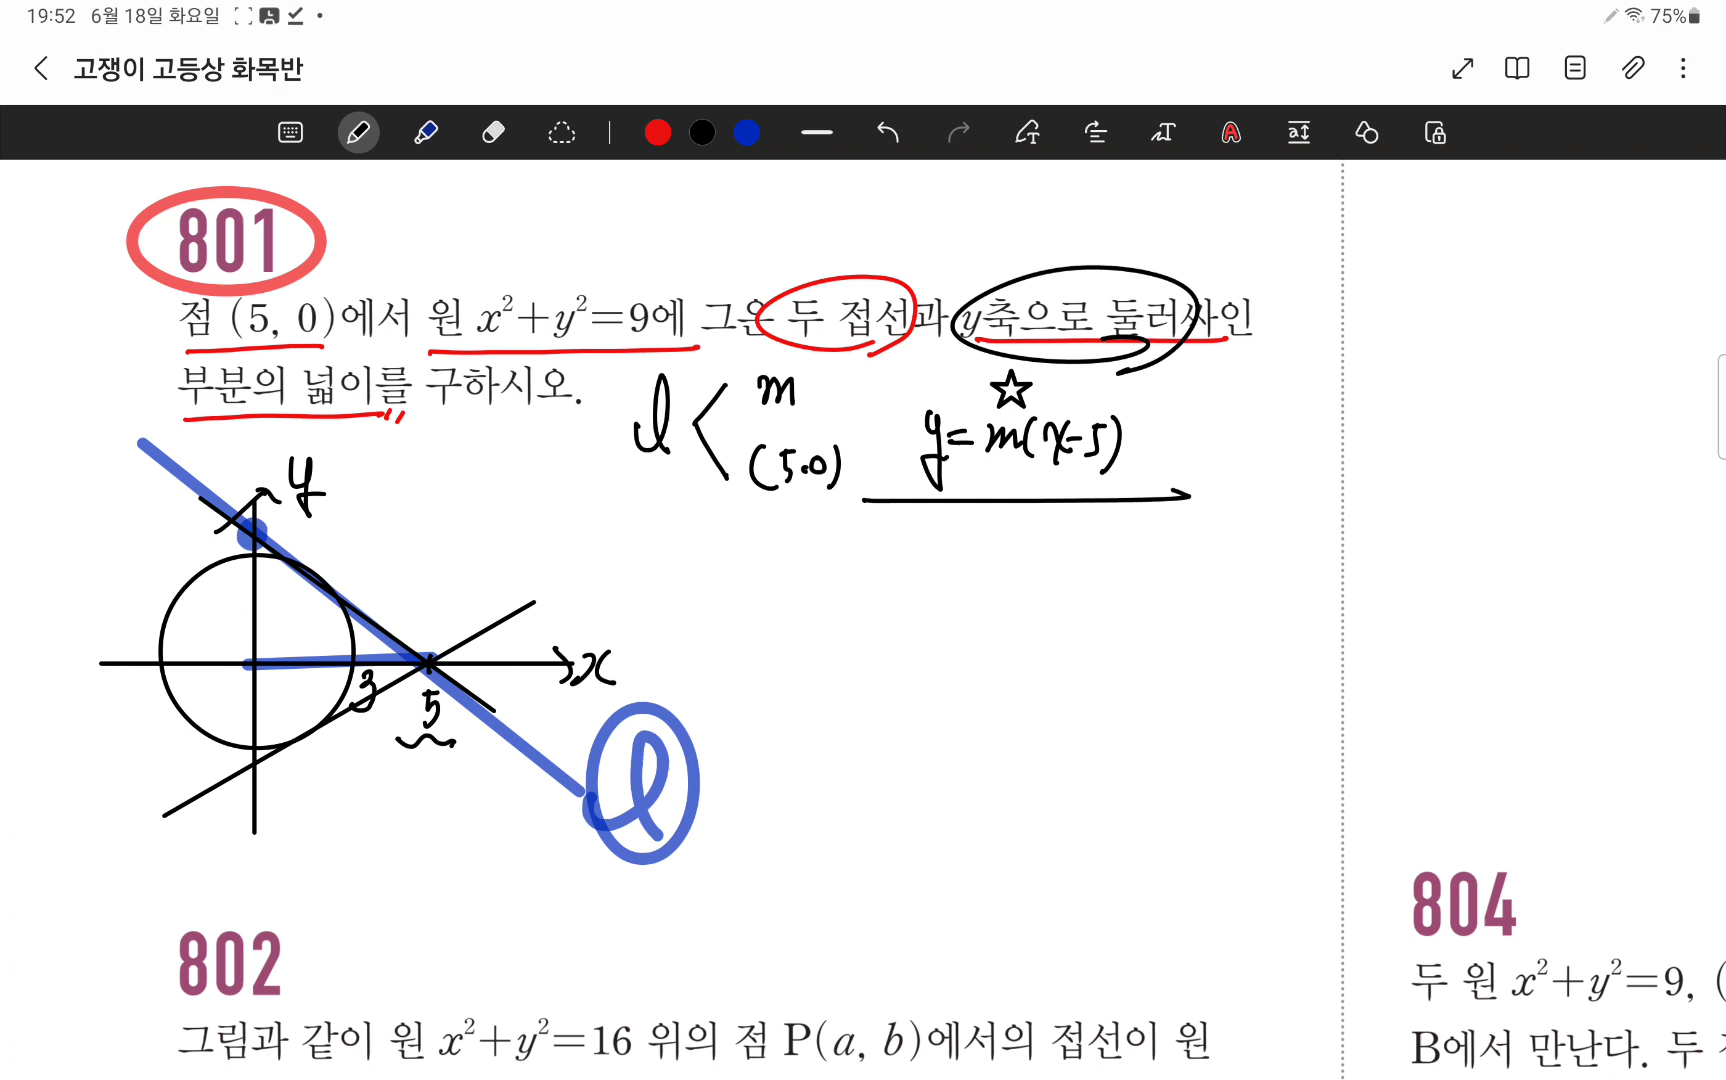 19:52 6월 18일 화요일
75%
고쟁이 고등상 화목반
801
점 (5, 0)에서 원 x²+y²=9에 그은 두 접선과 y축으로 둘러싸인
부분의 넓이를 구하시오.
l
m
(5.0)
y=m(x-5)
y
x
3
5
l
802
그림과 같이 원 x²+y²=16 위의 점 P(a, b)에서의 접선이 원
804
두 원 x²+y²=9, (
B에서 만난다. 두